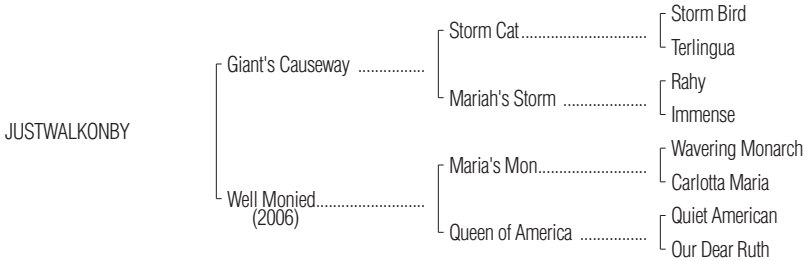 JUSTWALKONBY
Giant's Causeway ................
Well Monied..........................
(2006)
Storm Cat..............................
Mariah's Storm ....................
Maria's Mon..........................
Queen of America ................
Storm Bird
Terlingua
Rahy
Immense
Wavering Monarch
Carlotta Maria
Quiet American
Our Dear Ruth